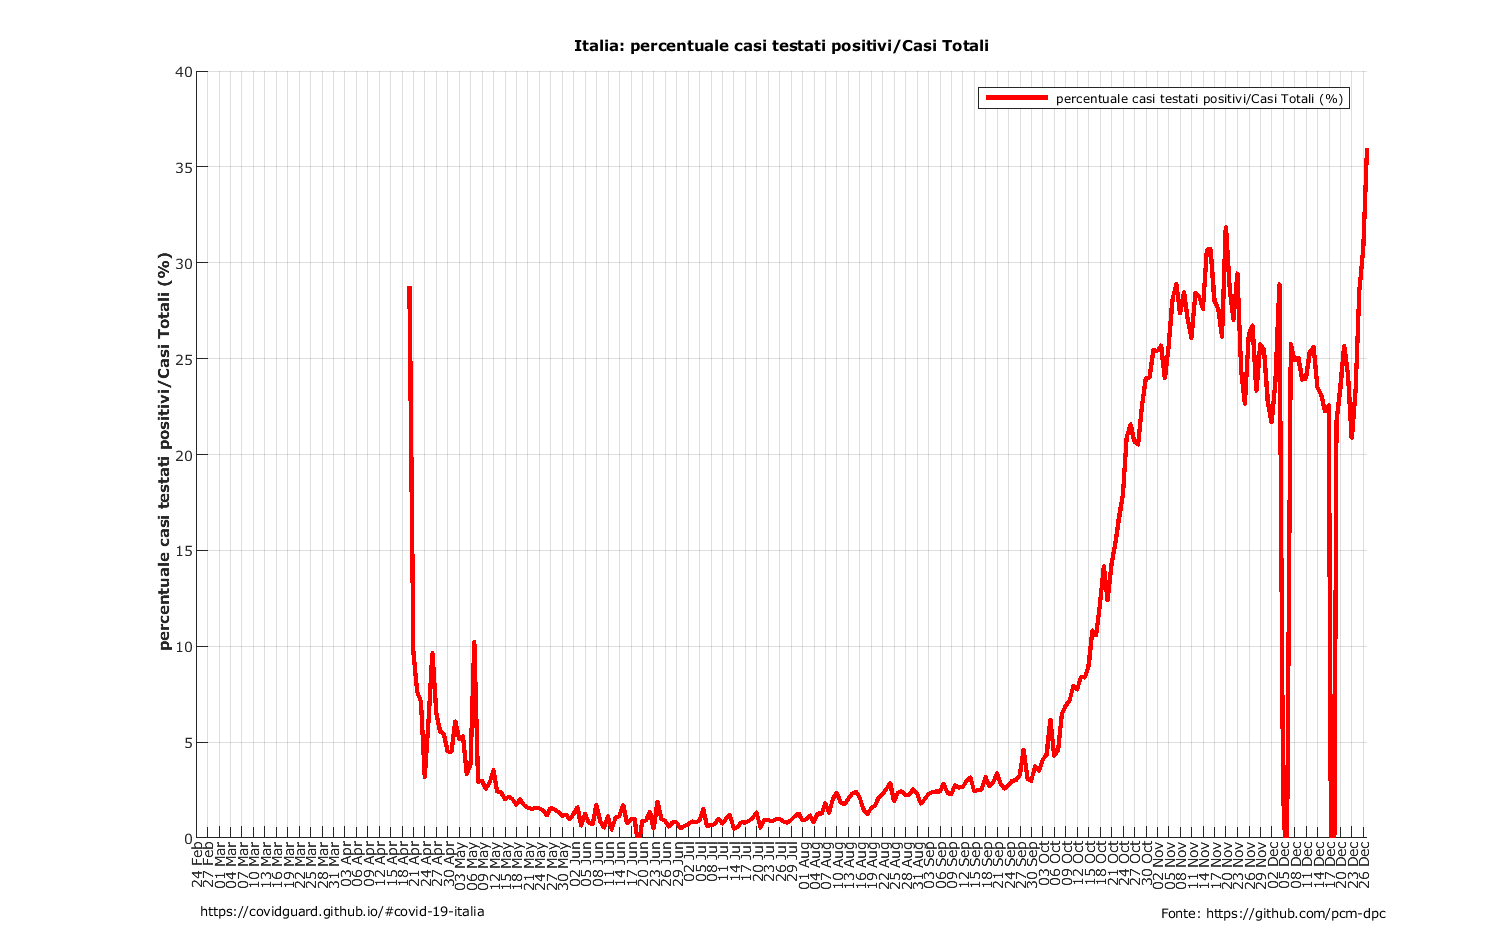 Italia: percentuale casi testati positivi/Casi Totali
percentuale casi testati positivi/Casi Totali (%)
percentuale casi testati positivi/Casi Totali (%)
40
35
30
25
20
15
10
5
0
24 Feb
27 Feb
01 Mar
04 Mar
07 Mar
10 Mar
13 Mar
16 Mar
19 Mar
22 Mar
25 Mar
28 Mar
31 Mar
03 Apr
06 Apr
09 Apr
12 Apr
15 Apr
18 Apr
21 Apr
24 Apr
27 Apr
30 Apr
03 May
06 May
09 May
12 May
15 May
18 May
21 May
24 May
27 May
30 May
02 Jun
05 Jun
08 Jun
11 Jun
14 Jun
17 Jun
20 Jun
23 Jun
26 Jun
29 Jun
02 Jul
05 Jul
08 Jul
11 Jul
14 Jul
17 Jul
20 Jul
23 Jul
26 Jul
29 Jul
01 Aug
04 Aug
07 Aug
10 Aug
13 Aug
16 Aug
19 Aug
22 Aug
25 Aug
28 Aug
31 Aug
03 Sep
06 Sep
09 Sep
12 Sep
15 Sep
18 Sep
21 Sep
24 Sep
27 Sep
30 Sep
03 Oct
06 Oct
09 Oct
12 Oct
15 Oct
18 Oct
21 Oct
24 Oct
27 Oct
30 Oct
02 Nov
05 Nov
08 Nov
11 Nov
14 Nov
17 Nov
20 Nov
23 Nov
26 Nov
29 Nov
02 Dec
05 Dec
08 Dec
11 Dec
14 Dec
17 Dec
20 Dec
23 Dec
26 Dec
https://covidguard.github.io/#covid-19-italia
Fonte: https://github.com/pcm-dpc